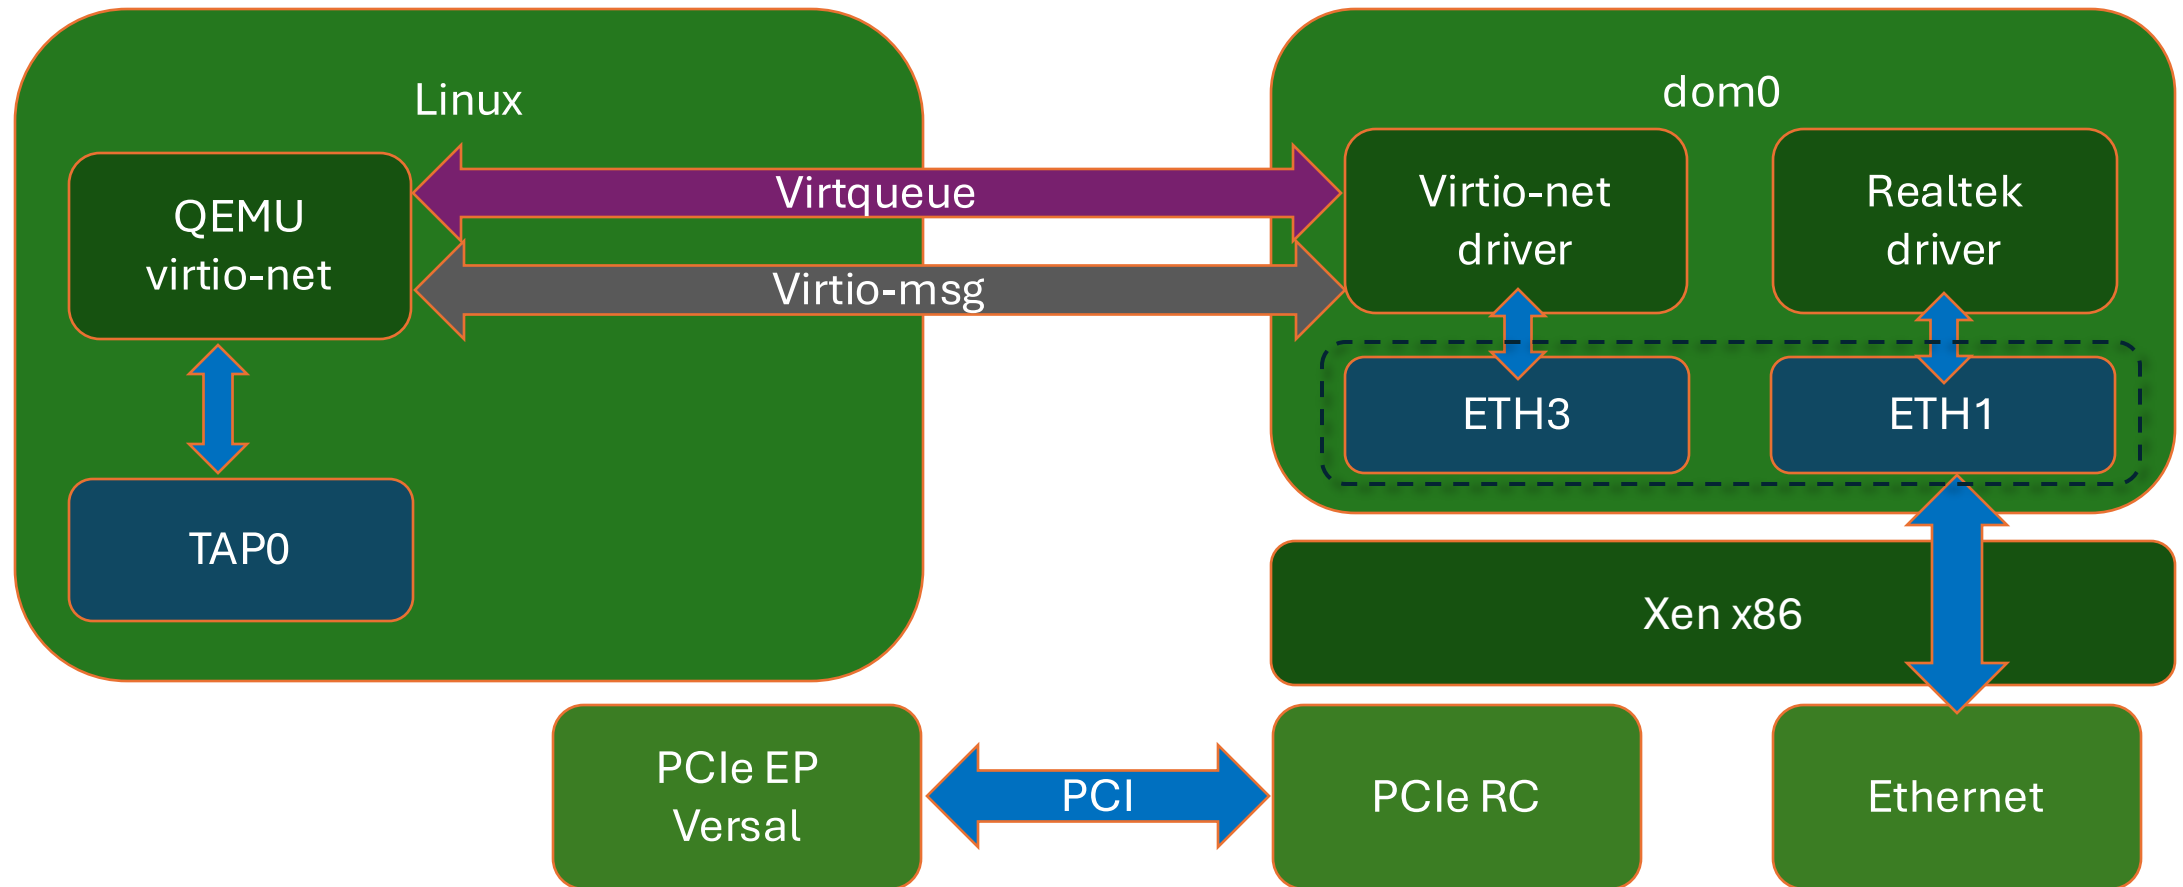 Linux
dom0
QEMU
virtio-net
Virtqueue
Virtio-msg
Virtio-net
driver
Realtek
driver
ETH3
ETH1
TAP0
Xen x86
PCIe EP
Versal
PCI
PCIe RC
Ethernet